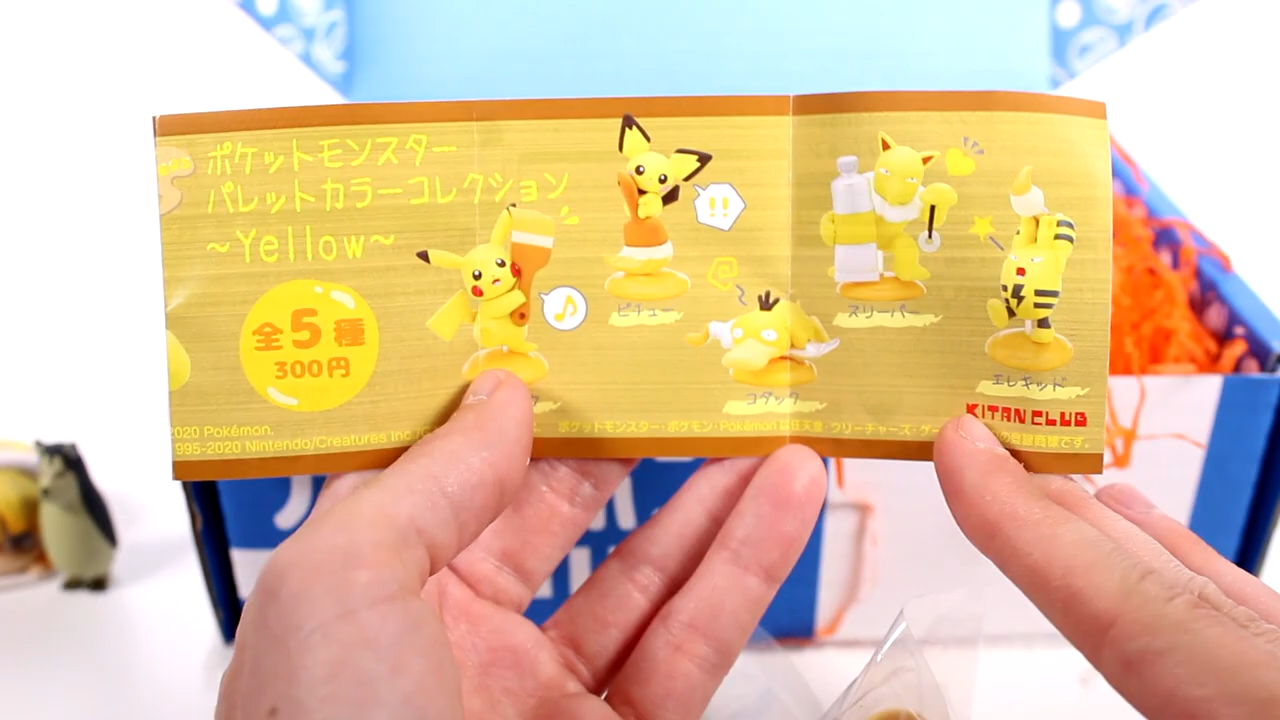 ポケットモンスター
パレットカラーコレクション
~Yellow~
全5種
300円
♪
ピチュー
!!
コダック
スリーパー
エレキッド
KITAN CLUB
2020 Pokémon.
995-2020 Nintendo/Creatures Inc.
ポケットモンスター・ポケモン・Pokémonは任天堂・クリーチャーズ・ゲー
の登録商標です。